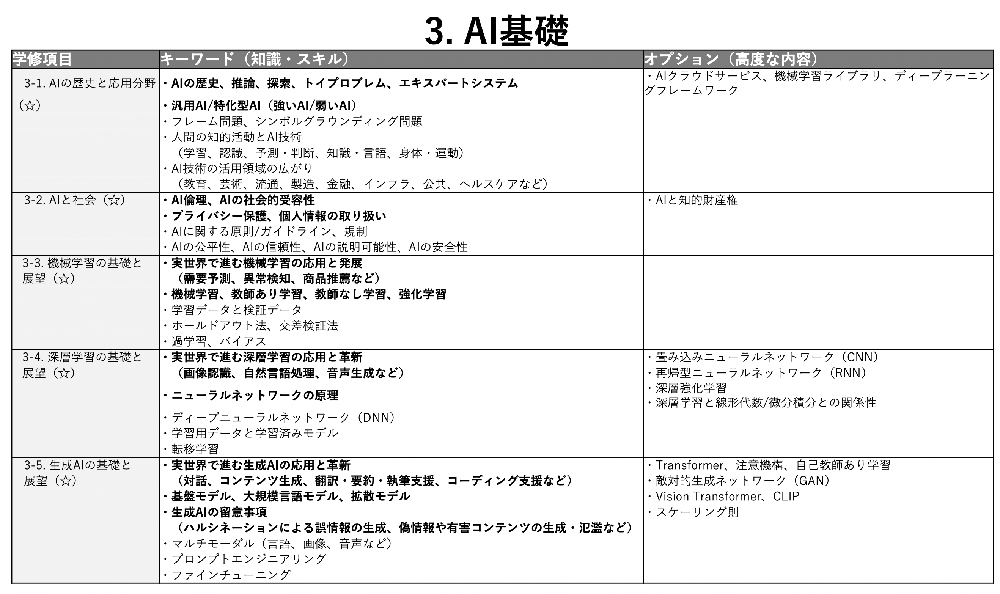 3. AI基礎
学修項目
キーワード（知識・スキル）
オプション（高度な内容）
3-1. AIの歴史と応用分野
（☆）
・AIの歴史、推論、探索、トイプロブレム、エキスパートシステム
・汎用AI/特化型AI（強いAI/弱いAI）
・フレーム問題、シンボルグラウンディング問題
・人間の知的活動とAI技術
（学習、認識、予測・判断、知識・言語、身体・運動）
・AI技術の活用領域の広がり
（教育、芸術、流通、製造、金融、インフラ、公共、ヘルスケアなど）
・AIクラウドサービス、機械学習ライブラリ、ディープラーニン
グフレームワーク
3-2. AIと社会（☆）
・AI倫理、AIの社会的受容性
・プライバシー保護、個人情報の取り扱い
・AIに関する原則/ガイドライン、規制
・AIの公平性、AIの信頼性、AIの説明可能性、AIの安全性
・AIと知的財産権
3-3. 機械学習の基礎と
展望（☆）
・実世界で進む機械学習の応用と発展
（需要予測、異常検知、商品推薦など）
・機械学習、教師あり学習、教師なし学習、強化学習
・学習データと検証データ
・ホールドアウト法、交差検証法
・過学習、バイアス
3-4. 深層学習の基礎と
展望（☆）
・実世界で進む深層学習の応用と革新
（画像認識、自然言語処理、音声生成など）
・ニューラルネットワークの原理
・ディープニューラルネットワーク（DNN）
・学習用データと学習済みモデル
・転移学習
・畳み込みニューラルネットワーク（CNN）
・再帰型ニューラルネットワーク（RNN）
・深層強化学習
・深層学習と線形代数/微分積分との関係性
3-5. 生成AIの基礎と
展望（☆）
・実世界で進む生成AIの応用と革新
（対話、コンテンツ生成、翻訳・要約・執筆支援、コーディング支援など）
・基盤モデル、大規模言語モデル、拡散モデル
・生成AIの留意事項
（ハルシネーションによる誤情報の生成、偽情報や有害コンテンツの生成・氾濫など）
・マルチモーダル（言語、画像、音声など）
・プロンプトエンジニアリング
・ファインチューニング
・Transformer、注意機構、自己教師あり学習
・敵対的生成ネットワーク（GAN）
・Vision Transformer、CLIP
・スケーリング則